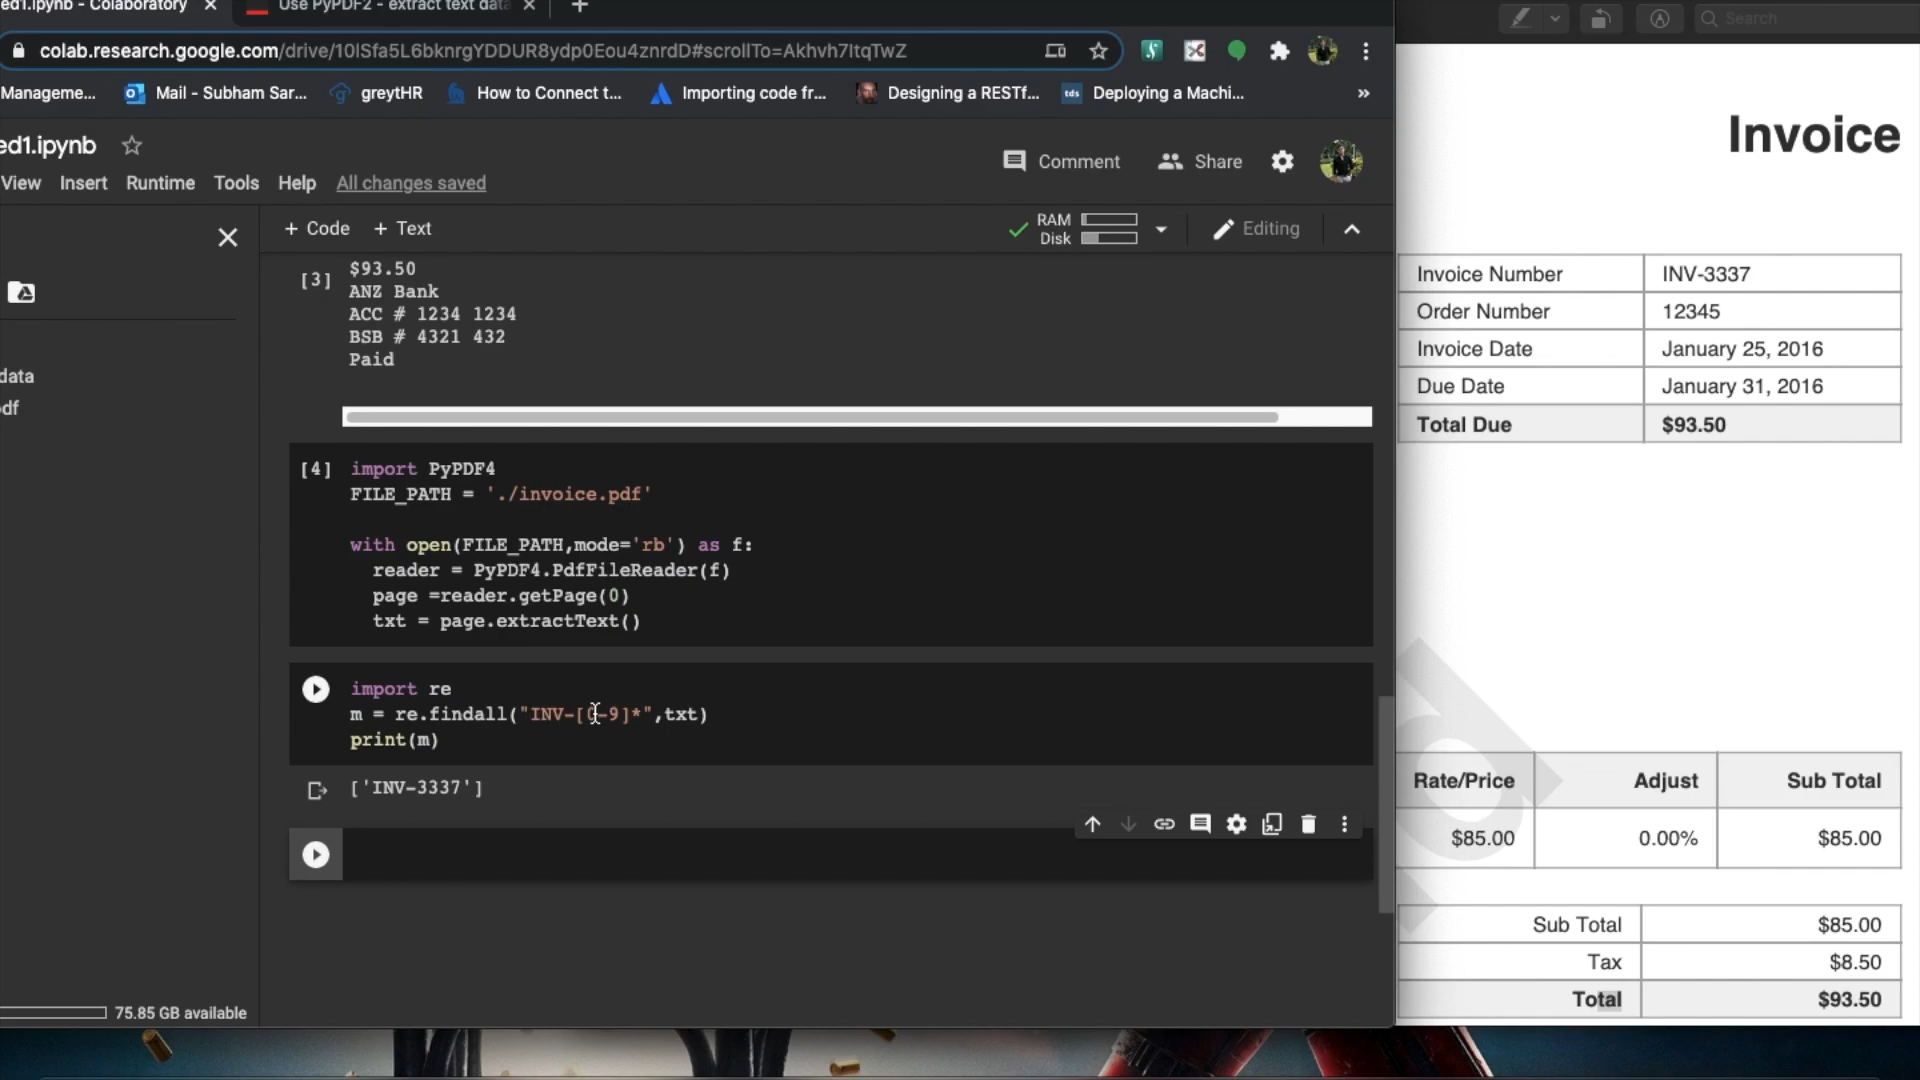 ed1.ipynb - Colaboratory
Use PyPDF2 - extract text data
colab.research.google.com/drive/10lSfa5L6bknrgYDDUR8ydp0Eou4znrdD#scrollTo=Akhvh7ltqTwZ
Manageme...
Mail - Subham Sar...
greytHR
How to Connect t...
Importing code fr...
Designing a RESTf...
tds
Deploying a Machi...
»
ed1.ipynb
Comment
Share
View
Insert
Runtime
Tools
Help
All changes saved
+ Code
+ Text
RAM
Disk
Editing
data
df
75.85 GB available
[3]
$93.50
ANZ Bank
ACC # 1234 1234
BSB # 4321 432
Paid
[4]
import PyPDF4
FILE_PATH = './invoice.pdf'
with open(FILE_PATH,mode='rb') as f:
reader = PyPDF4.PdfFileReader(f)
page =reader.getPage(0)
txt = page.extractText()
import re
m = re.findall("INV-[0-9]*",txt)
print(m)
['INV-3337']
Search
Invoice
Invoice Number INV-3337
Order Number 12345
Invoice Date January 25, 2016
Due Date January 31, 2016
Total Due $93.50
Rate/Price Adjust Sub Total
$85.00 0.00% $85.00
Sub Total $85.00
Tax $8.50
Total $93.50